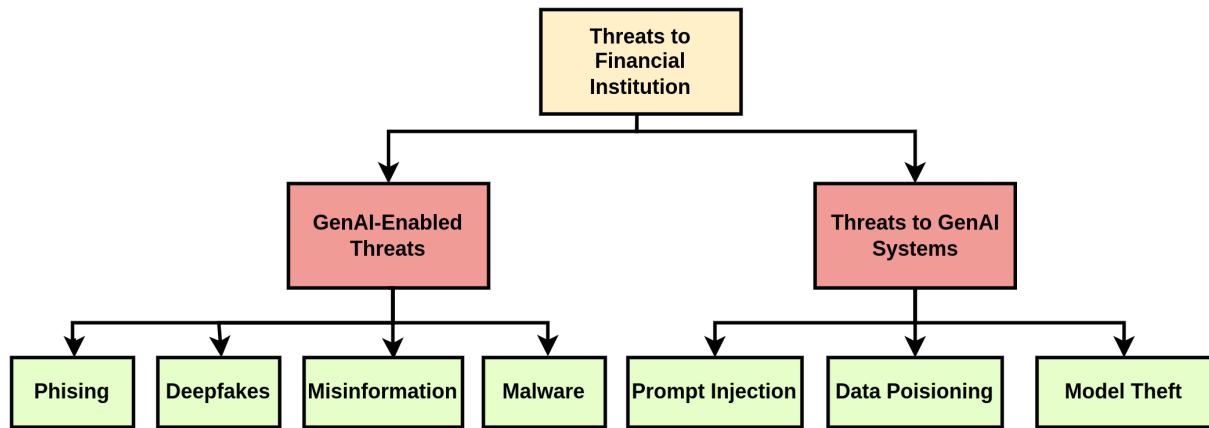 Threats to
Financial
Institution
GenAI-Enabled
Threats
Threats to GenAI
Systems
Phising
Deepfakes
Misinformation
Malware
Prompt Injection
Data Poisioning
Model Theft